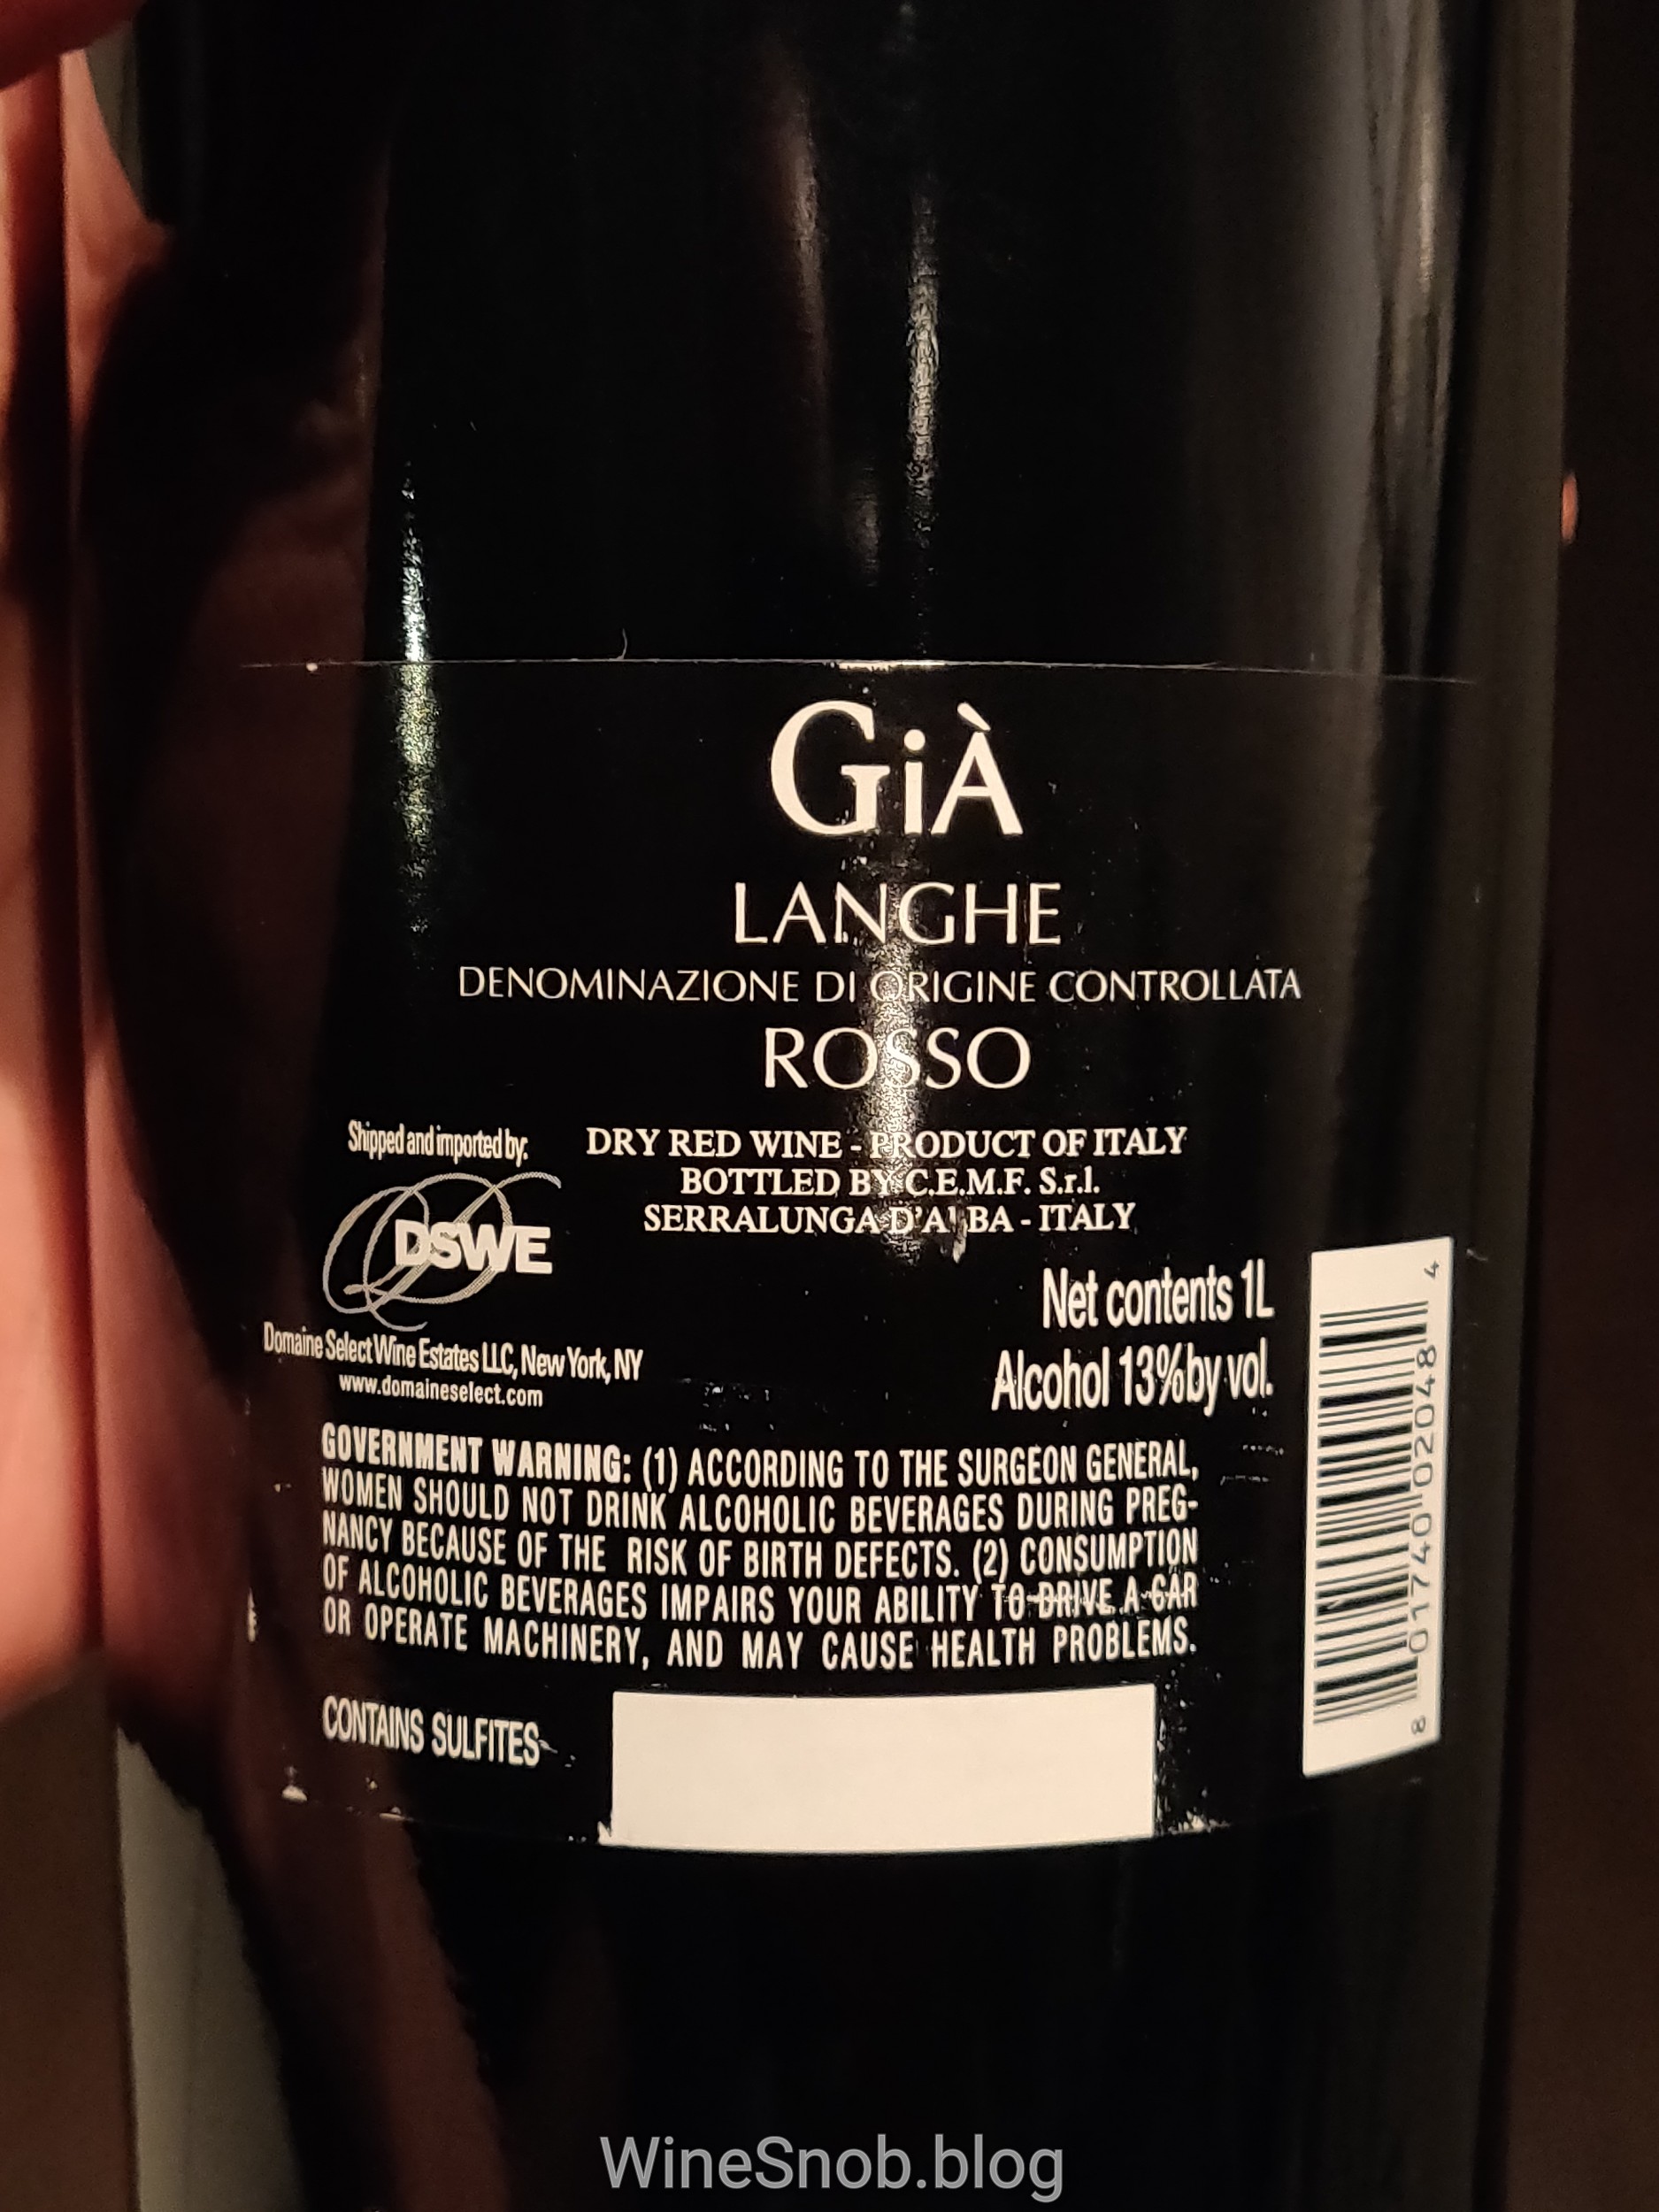 GiÀ
LANGHE
DENOMINAZIONE DI ORIGINE CONTROLLATA
ROSSO
Shipped and imported by:
DSWE
Domaine Select Wine Estates LLC, New York, NY
www.domaineselect.com
DRY RED WINE - PRODUCT OF ITALY
BOTTLED BY C.E.M.F. S.r.l.
SERRALUNGA D'ALBA - ITALY
Net contents 1L
Alcohol 13%by vol.
GOVERNMENT WARNING: (1) ACCORDING TO THE SURGEON GENERAL,
WOMEN SHOULD NOT DRINK ALCOHOLIC BEVERAGES DURING PREG-
NANCY BECAUSE OF THE RISK OF BIRTH DEFECTS. (2) CONSUMPTION
OF ALCOHOLIC BEVERAGES IMPAIRS YOUR ABILITY TO DRIVE A CAR
OR OPERATE MACHINERY, AND MAY CAUSE HEALTH PROBLEMS.
CONTAINS SULFITES
8 01740 02048 4
WineSnob.blog